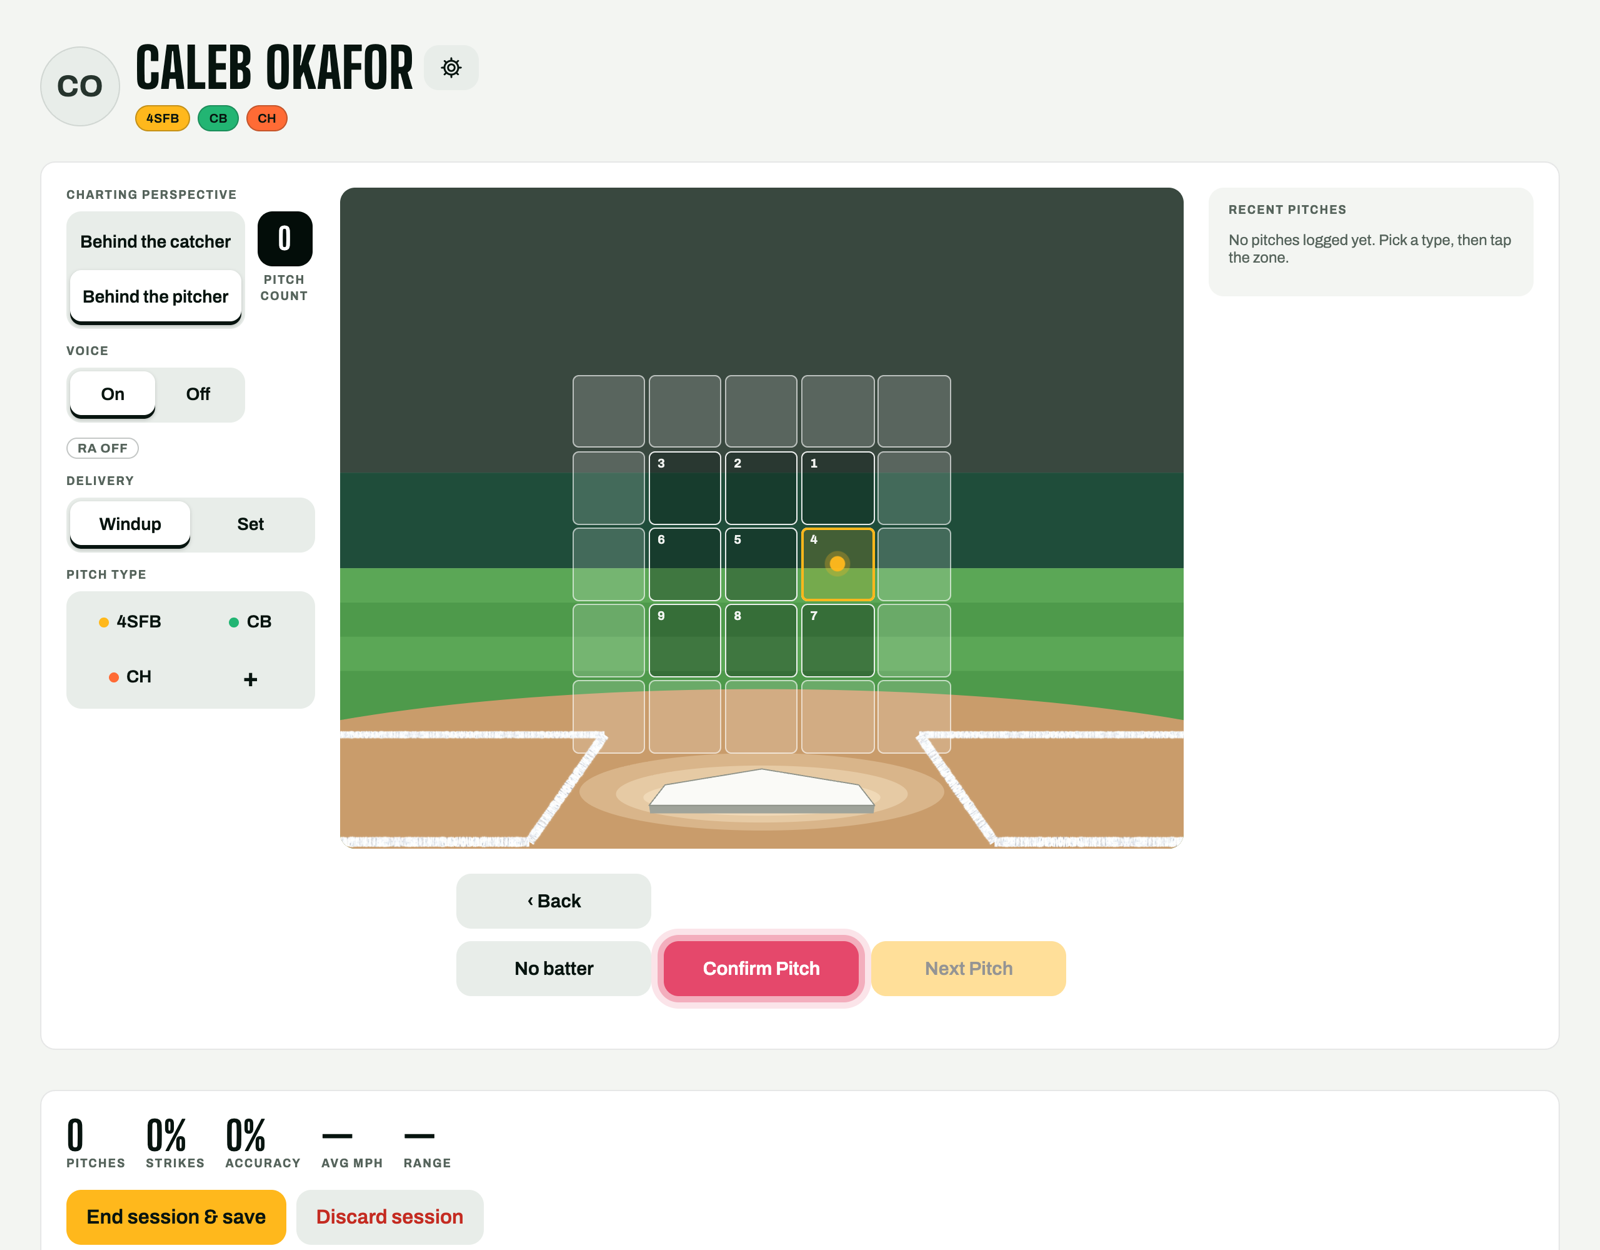 CO
CALEB OKAFOR
4SFB CB CH
CHARTING PERSPECTIVE
Behind the catcher
Behind the pitcher
0
PITCH
COUNT
VOICE
On Off
RA OFF
DELIVERY
Windup Set
PITCH TYPE
4SFB CB
CH +
3 2 1
6 5 4
9 8 7
‹ Back
No batter Confirm Pitch Next Pitch
RECENT PITCHES
No pitches logged yet. Pick a type, then tap
the zone.
0 0% 0% — —
PITCHES STRIKES ACCURACY AVG MPH RANGE
End session & save Discard session